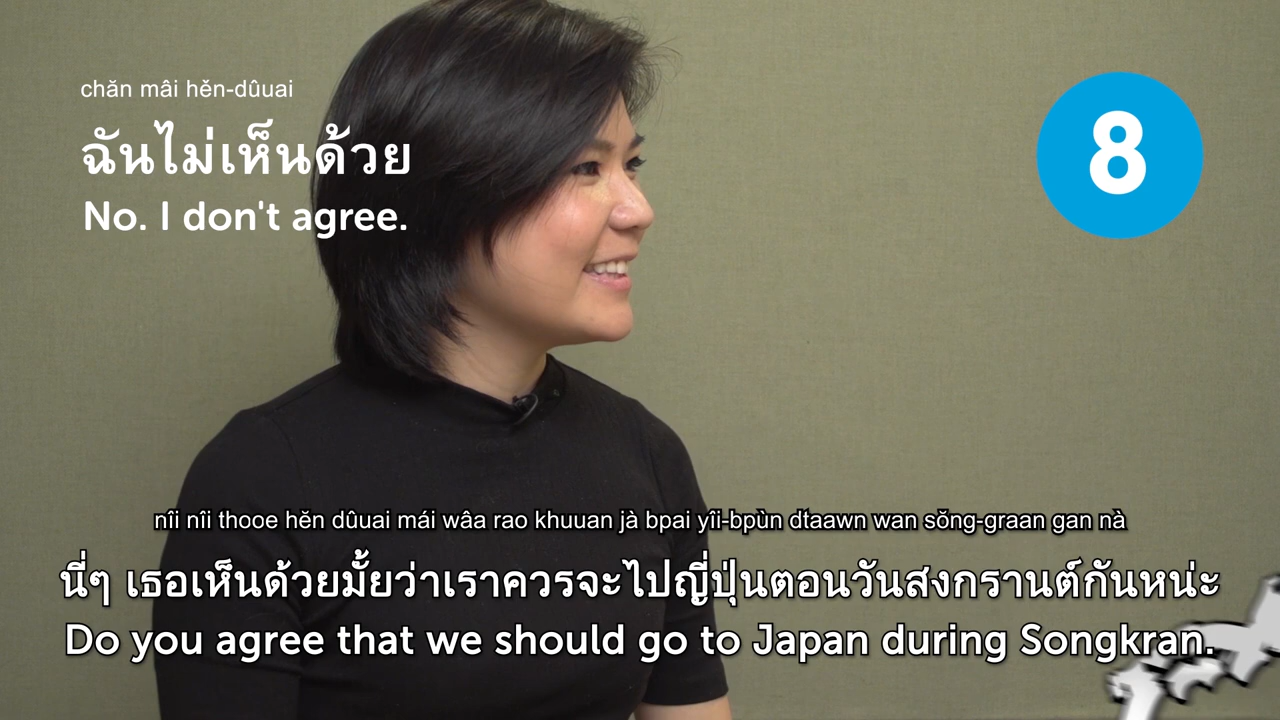 chăn mâi hěn-dûuai
ฉันไม่เห็นด้วย
No. I don't agree.
8
nîi nîi thooe hěn dûuai mái wâa rao khuuan jà bpai yîi-bpùn dtaawn wan sŏng-graan gan nà
นี่ๆ เธอเห็นด้วยมั้ยว่าเราควรจะไปญี่ปุ่นตอนวันสงกรานต์กันหน่ะ
Do you agree that we should go to Japan during Songkran.